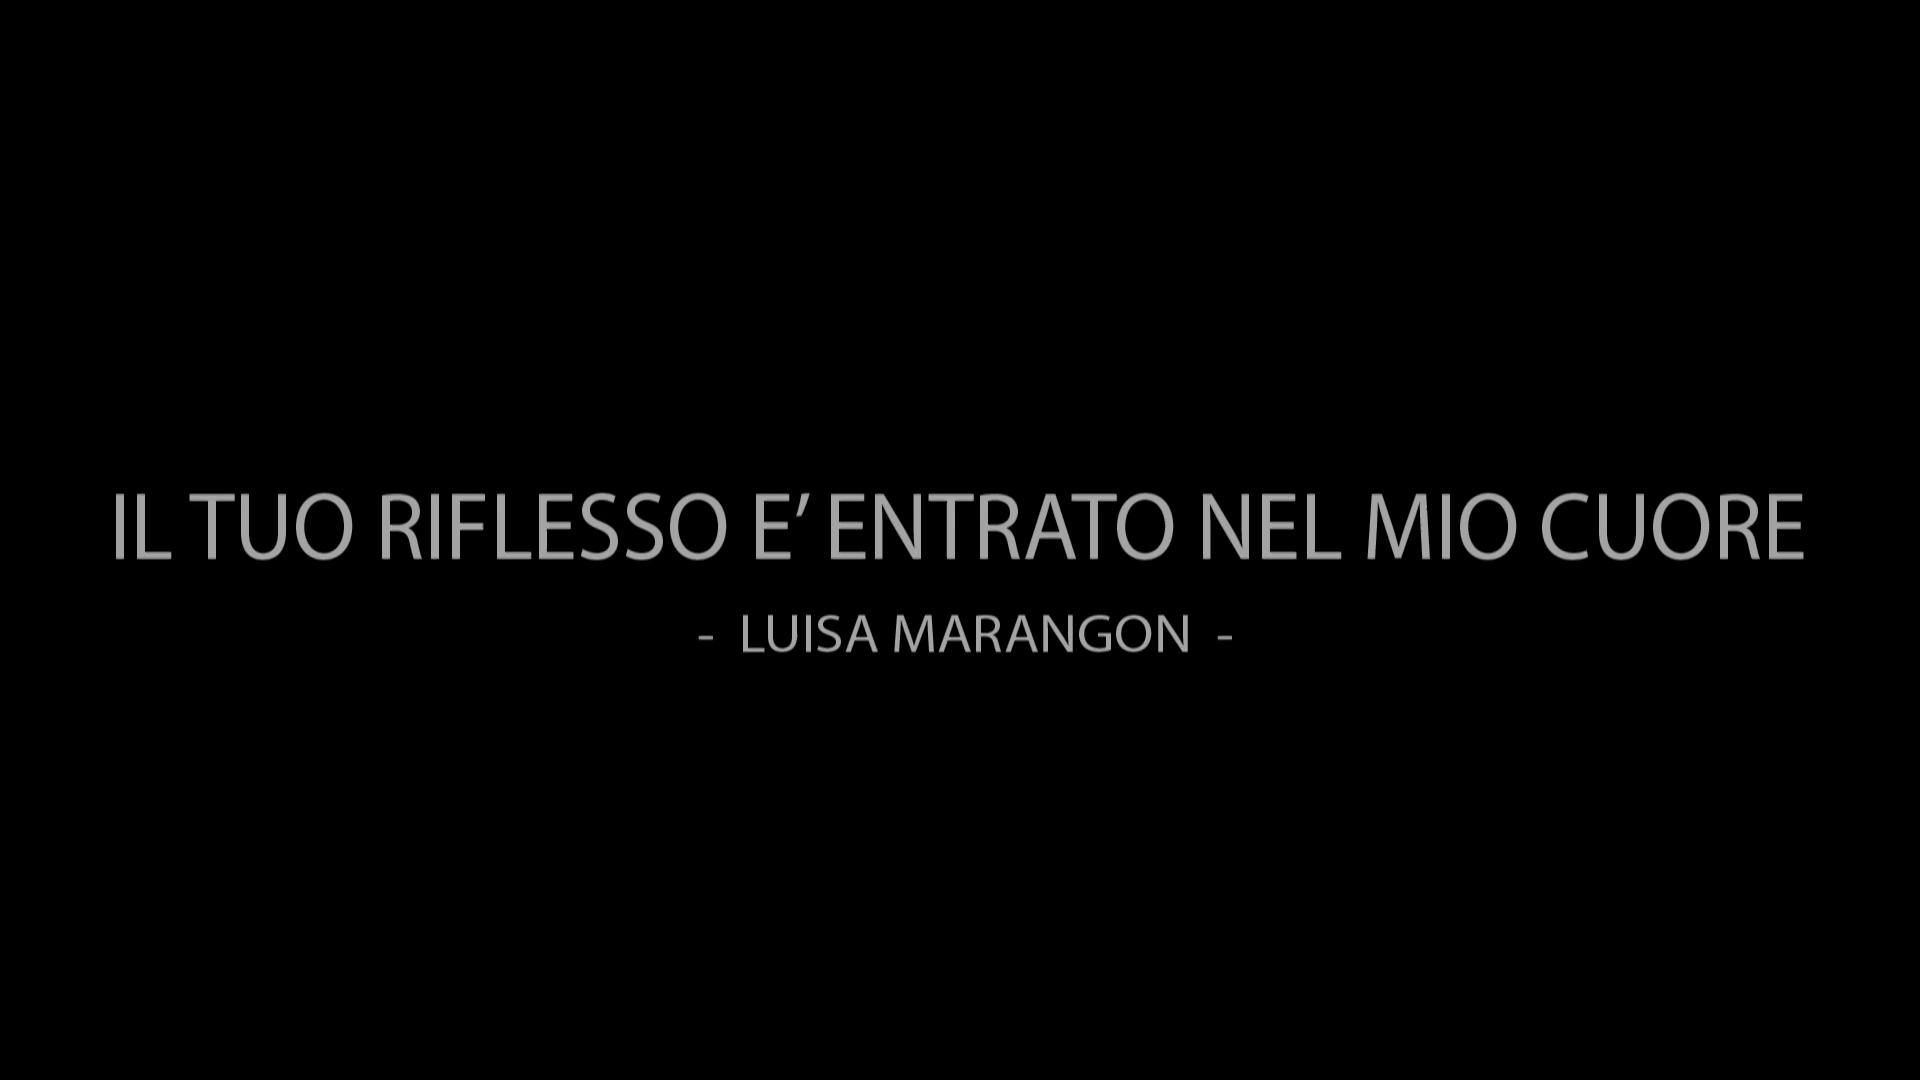 IL TUO RIFLESSO E’ ENTRATO NEL MIO CUORE
- LUISA MARANGON -